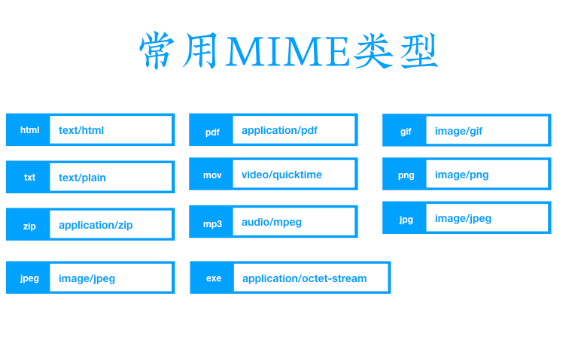 常用MIME类型
html text/html
pdf application/pdf
gif image/gif
txt text/plain
mov video/quicktime
png image/png
zip application/zip
mp3 audio/mpeg
jpg image/jpeg
jpeg image/jpeg
exe application/octet-stream